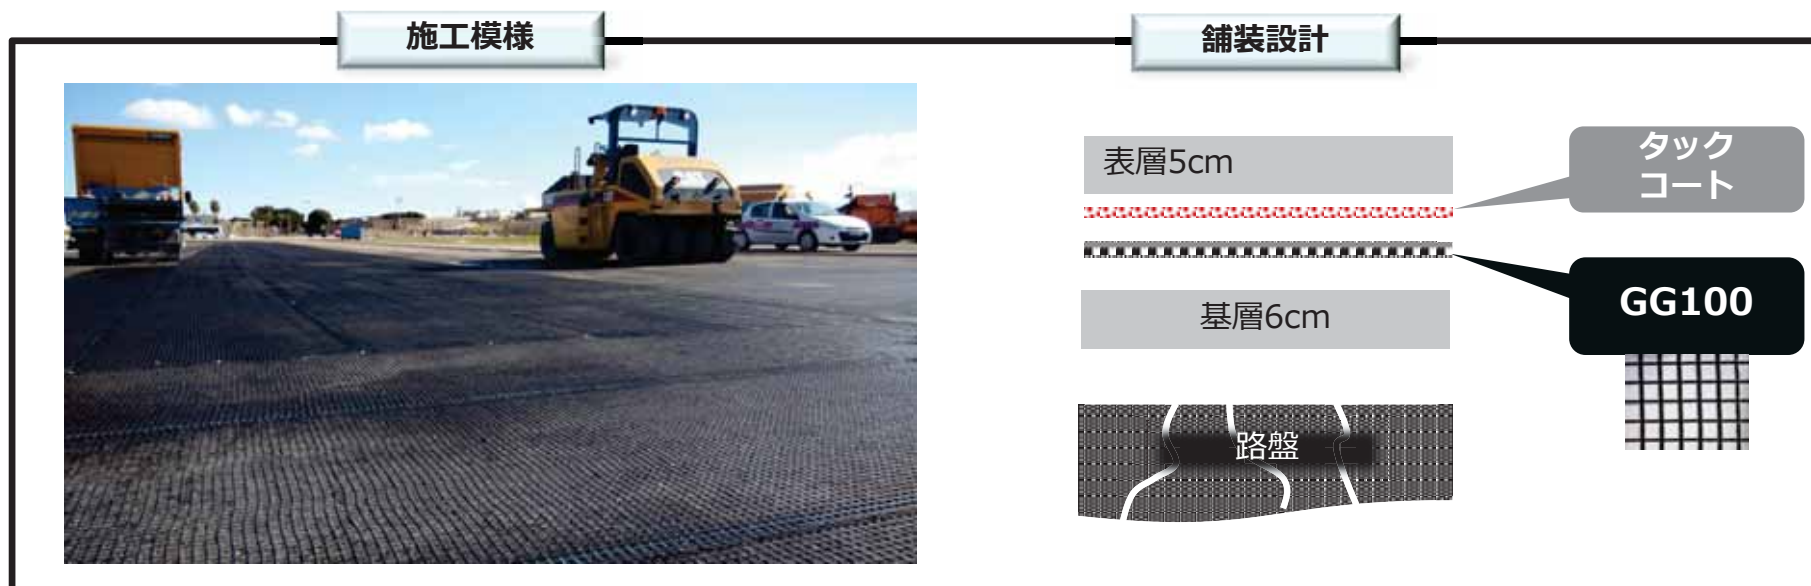 施工模様
舗装設計
表層5cm
タック
コート
GG100
基層6cm
路盤